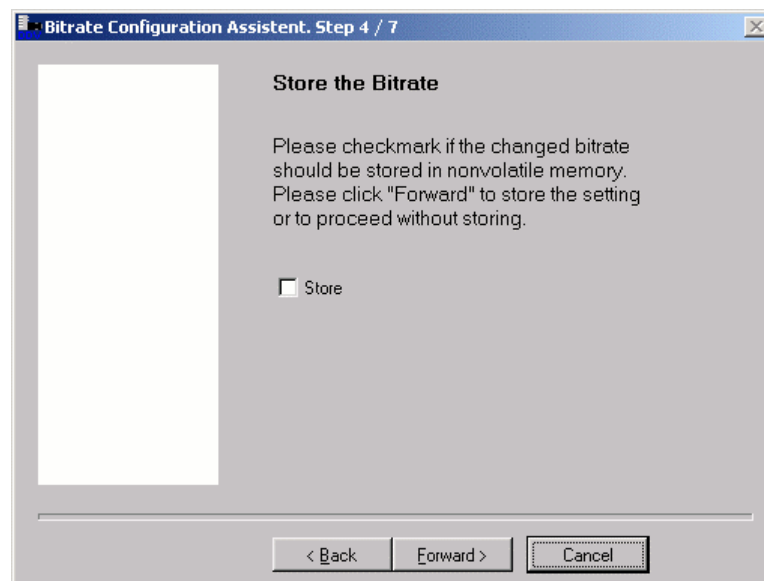 Bitrate Configuration Assistent. Step 4 / 7
Store the Bitrate
Please checkmark if the changed bitrate
should be stored in nonvolatile memory.
Please click "Forward" to store the setting
or to proceed without storing.
Store
< Back
Forward >
Cancel